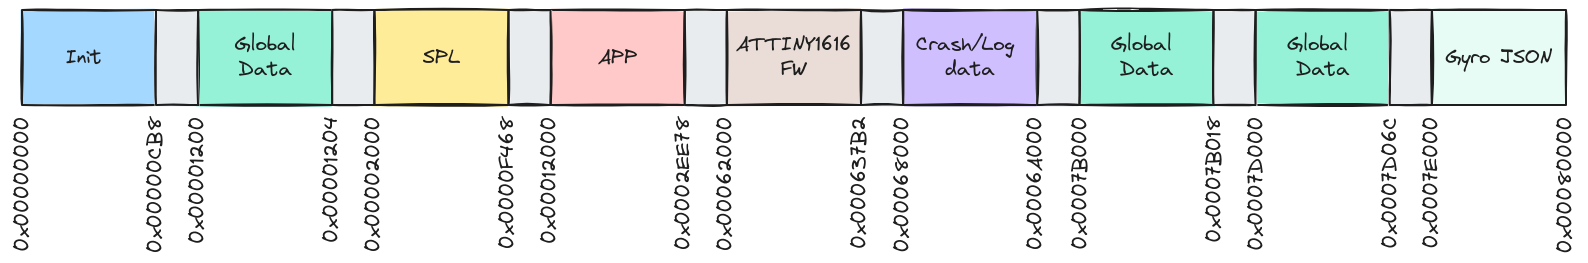 Init
Global
Data
SPL
APP
ATTINY1616
FW
Crash/Log
data
Global
Data
Global
Data
Gyro JSON
0x00000000
0x00000CB8
0x00001200
0x00001204
0x00002000
0x0000F468
0x00012000
0x0002EE78
0x00062000
0x000637B2
0x00068000
0x0006A000
0x0007B000
0x0007B018
0x0007D000
0x0007D06C
0x0007E000
0x00080000